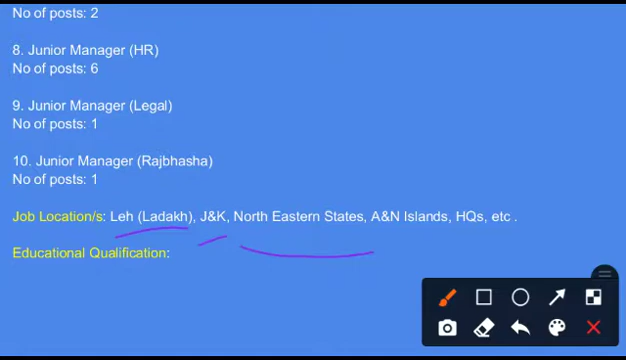 No of posts: 2
8. Junior Manager (HR)
No of posts: 6
9. Junior Manager (Legal)
No of posts: 1
10. Junior Manager (Rajbhasha)
No of posts: 1
Job Location/s: Leh (Ladakh), J&K, North Eastern States, A&N Islands, HQs, etc .
Educational Qualification: